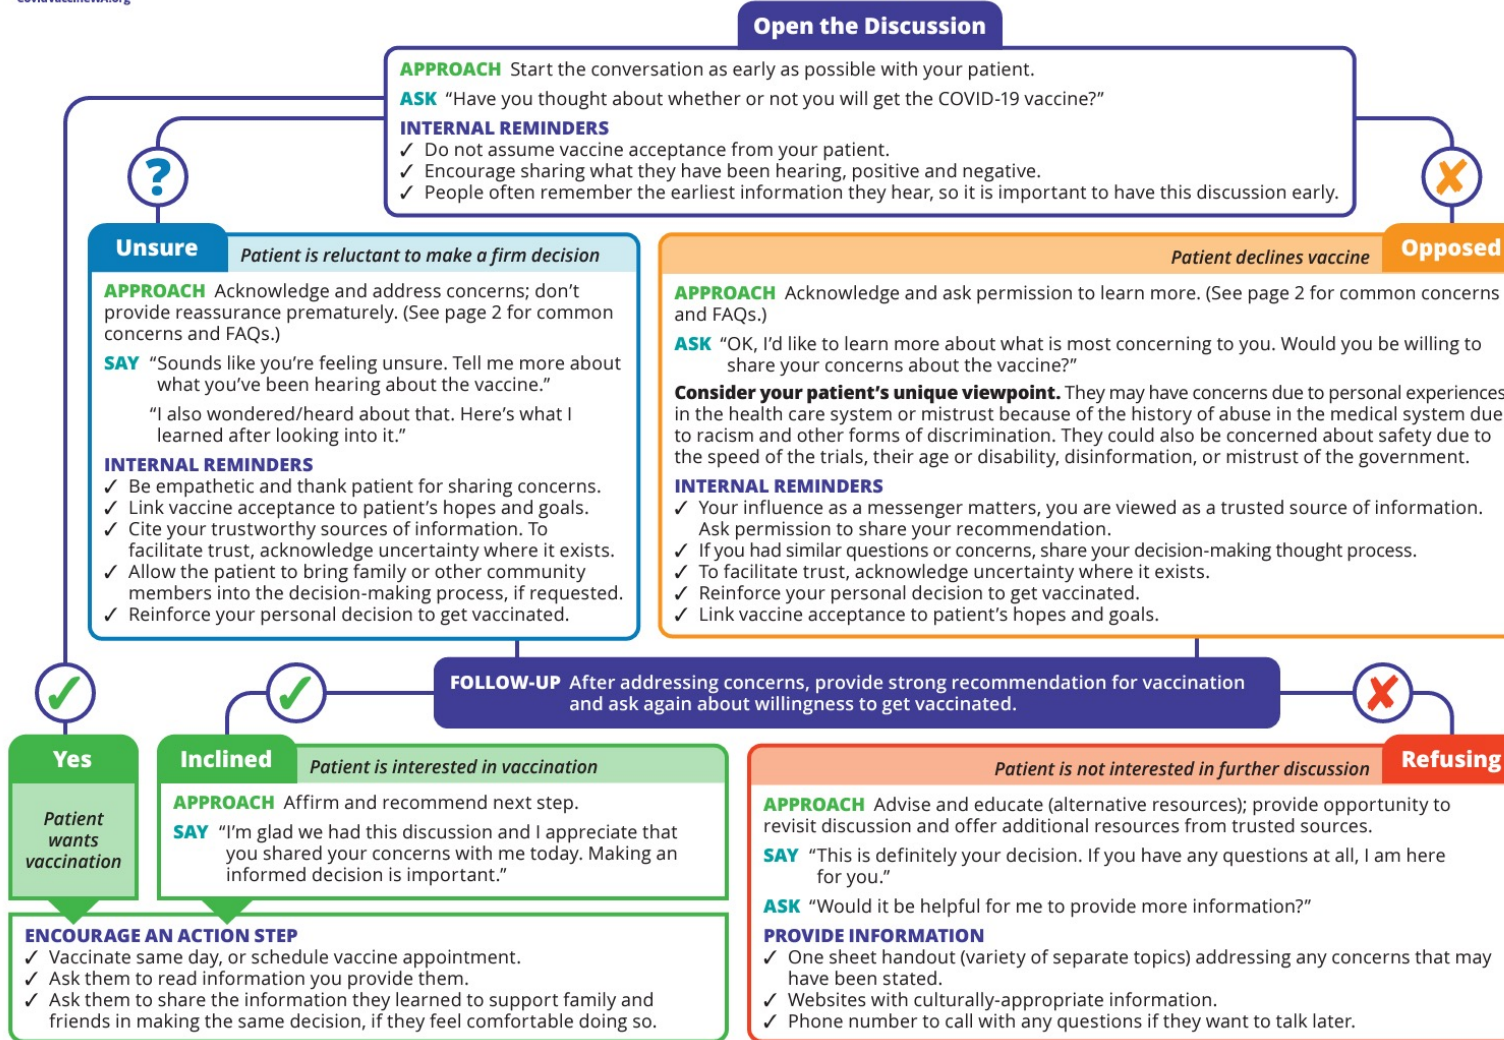 CovidVaccineWA.org
Open the Discussion
APPROACH Start the conversation as early as possible with your patient.
ASK “Have you thought about whether or not you will get the COVID-19 vaccine?”
INTERNAL REMINDERS
✓ Do not assume vaccine acceptance from your patient.
✓ Encourage sharing what they have been hearing, positive and negative.
✓ People often remember the earliest information they hear, so it is important to have this discussion early.
?
Unsure
Patient is reluctant to make a firm decision
APPROACH Acknowledge and address concerns; don’t
provide reassurance prematurely. (See page 2 for common
concerns and FAQs.)
SAY “Sounds like you’re feeling unsure. Tell me more about
what you’ve been hearing about the vaccine.”
“I also wondered/heard about that. Here’s what I
learned after looking into it.”
INTERNAL REMINDERS
✓ Be empathetic and thank patient for sharing concerns.
✓ Link vaccine acceptance to patient’s hopes and goals.
✓ Cite your trustworthy sources of information. To
facilitate trust, acknowledge uncertainty where it exists.
✓ Allow the patient to bring family or other community
members into the decision-making process, if requested.
✓ Reinforce your personal decision to get vaccinated.
Patient declines vaccine
Opposed
APPROACH Acknowledge and ask permission to learn more. (See page 2 for common concerns
and FAQs.)
ASK “OK, I’d like to learn more about what is most concerning to you. Would you be willing to
share your concerns about the vaccine?”
Consider your patient’s unique viewpoint. They may have concerns due to personal experiences
in the health care system or mistrust because of the history of abuse in the medical system due
to racism and other forms of discrimination. They could also be concerned about safety due to
the speed of the trials, their age or disability, disinformation, or mistrust of the government.
INTERNAL REMINDERS
✓ Your influence as a messenger matters, you are viewed as a trusted source of information.
Ask permission to share your recommendation.
✓ If you had similar questions or concerns, share your decision-making thought process.
✓ To facilitate trust, acknowledge uncertainty where it exists.
✓ Reinforce your personal decision to get vaccinated.
✓ Link vaccine acceptance to patient’s hopes and goals.
FOLLOW-UP After addressing concerns, provide strong recommendation for vaccination
and ask again about willingness to get vaccinated.
Yes
Patient
wants
vaccination
Inclined
Patient is interested in vaccination
APPROACH Affirm and recommend next step.
SAY “I’m glad we had this discussion and I appreciate that
you shared your concerns with me today. Making an
informed decision is important.”
ENCOURAGE AN ACTION STEP
✓ Vaccinate same day, or schedule vaccine appointment.
✓ Ask them to read information you provide them.
✓ Ask them to share the information they learned to support family and
friends in making the same decision, if they feel comfortable doing so.
Patient is not interested in further discussion
Refusing
APPROACH Advise and educate (alternative resources); provide opportunity to
revisit discussion and offer additional resources from trusted sources.
SAY “This is definitely your decision. If you have any questions at all, I am here
for you.”
ASK “Would it be helpful for me to provide more information?”
PROVIDE INFORMATION
✓ One sheet handout (variety of separate topics) addressing any concerns that may
have been stated.
✓ Websites with culturally-appropriate information.
✓ Phone number to call with any questions if they want to talk later.